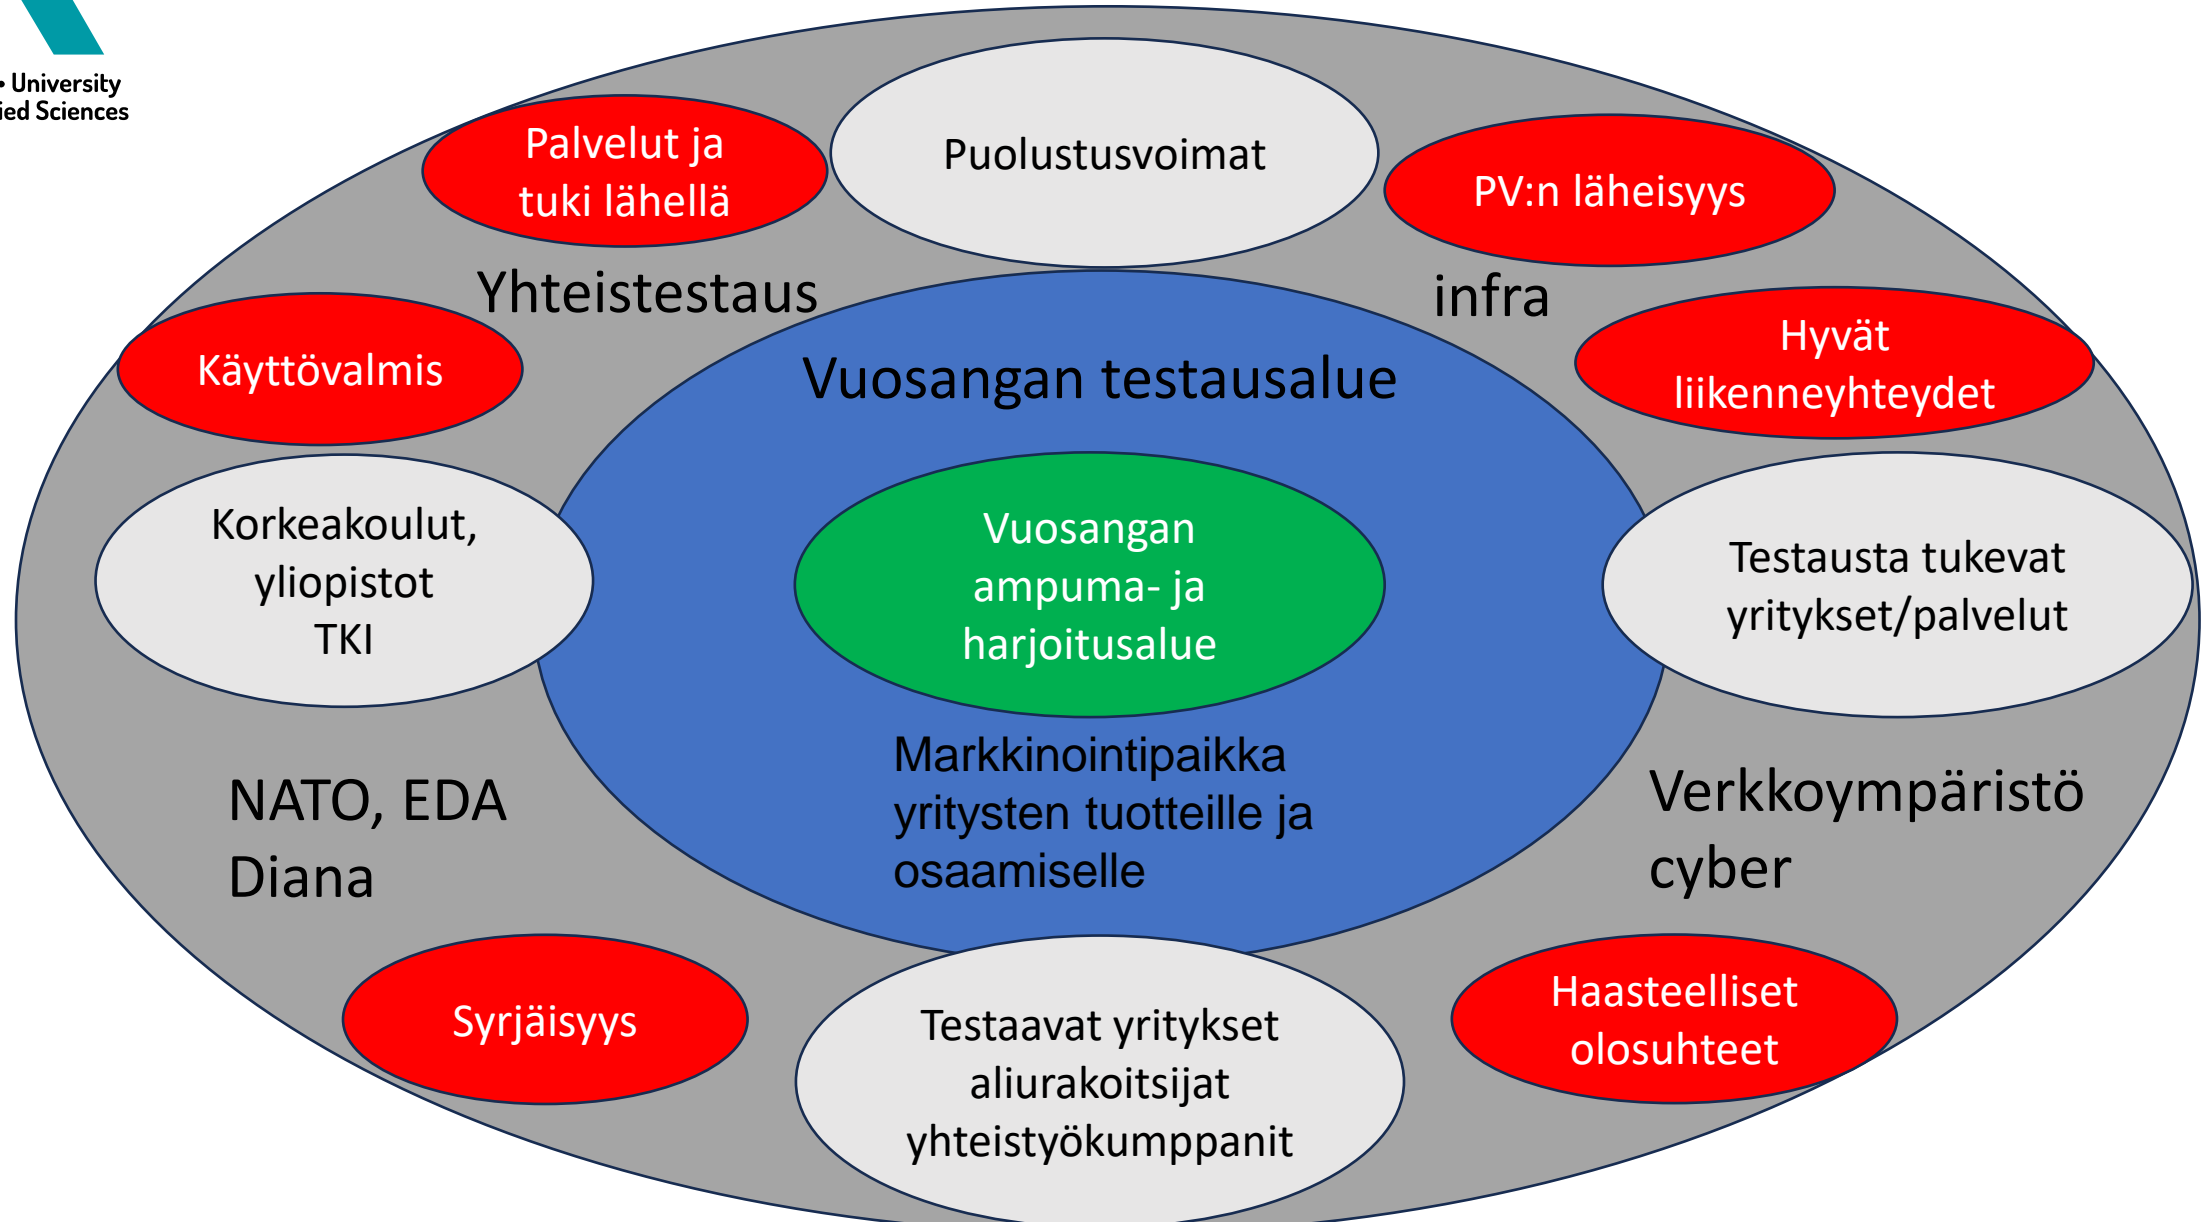 • University
ied Sciences
Palvelut ja
tuki lähellä
Puolustusvoimat
PV:n läheisyys
Yhteistestaus
infra
Käyttövalmis
Vuosangan testausalue
Hyvät
liikenneyhteydet
Korkeakoulut,
yliopistot
TKI
Vuosangan
ampuma- ja
harjoitusalue
Testausta tukevat
yritykset/palvelut
NATO, EDA
Diana
Markkinointipaikka
yritysten tuotteille ja
osaamiselle
Verkkoympäristö
cyber
Syrjäisyys
Testaavat yritykset
aliurakoitsijat
yhteistyökumppanit
Haasteelliset
olosuhteet